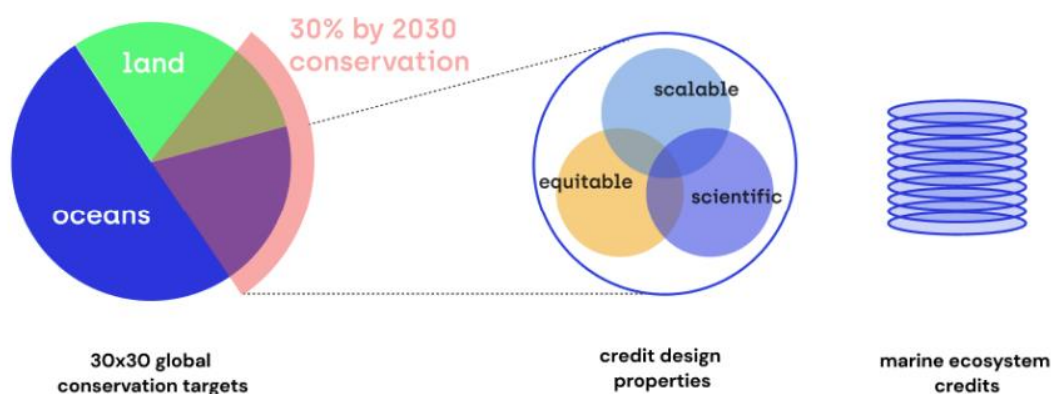 30% by 2030
conservation
land
oceans
scalable
equitable
scientific
30x30 global
conservation targets
credit design
properties
marine ecosystem
credits